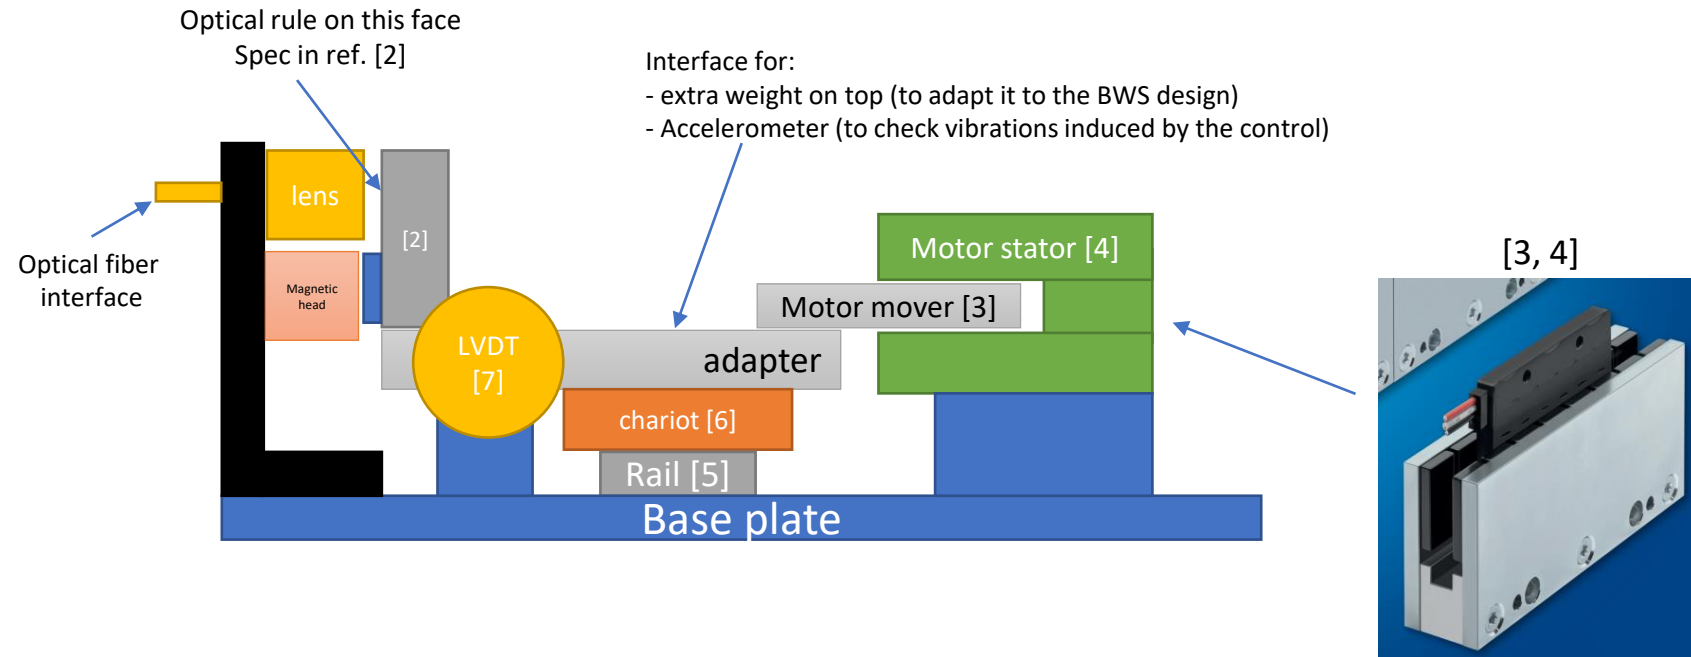 Optical rule on this face
Spec in ref. [2]
Interface for:
- extra weight on top (to adapt it to the BWS design)
- Accelerometer (to check vibrations induced by the control)
lens
[2]
Optical fiber
interface
Magnetic
head
Motor stator [4]
[3, 4]
Motor mover [3]
LVDT
[7]
adapter
chariot [6]
Rail [5]
Base plate